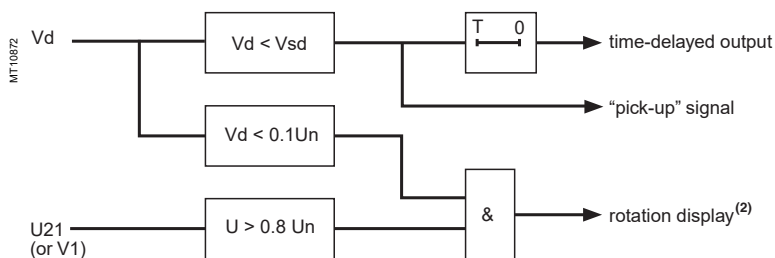 MT10872
Vd
Vd < Vsd
T 0
time-delayed output
“pick-up” signal
Vd < 0.1Un
U21
(or V1)
U > 0.8 Un
&
rotation display(2)